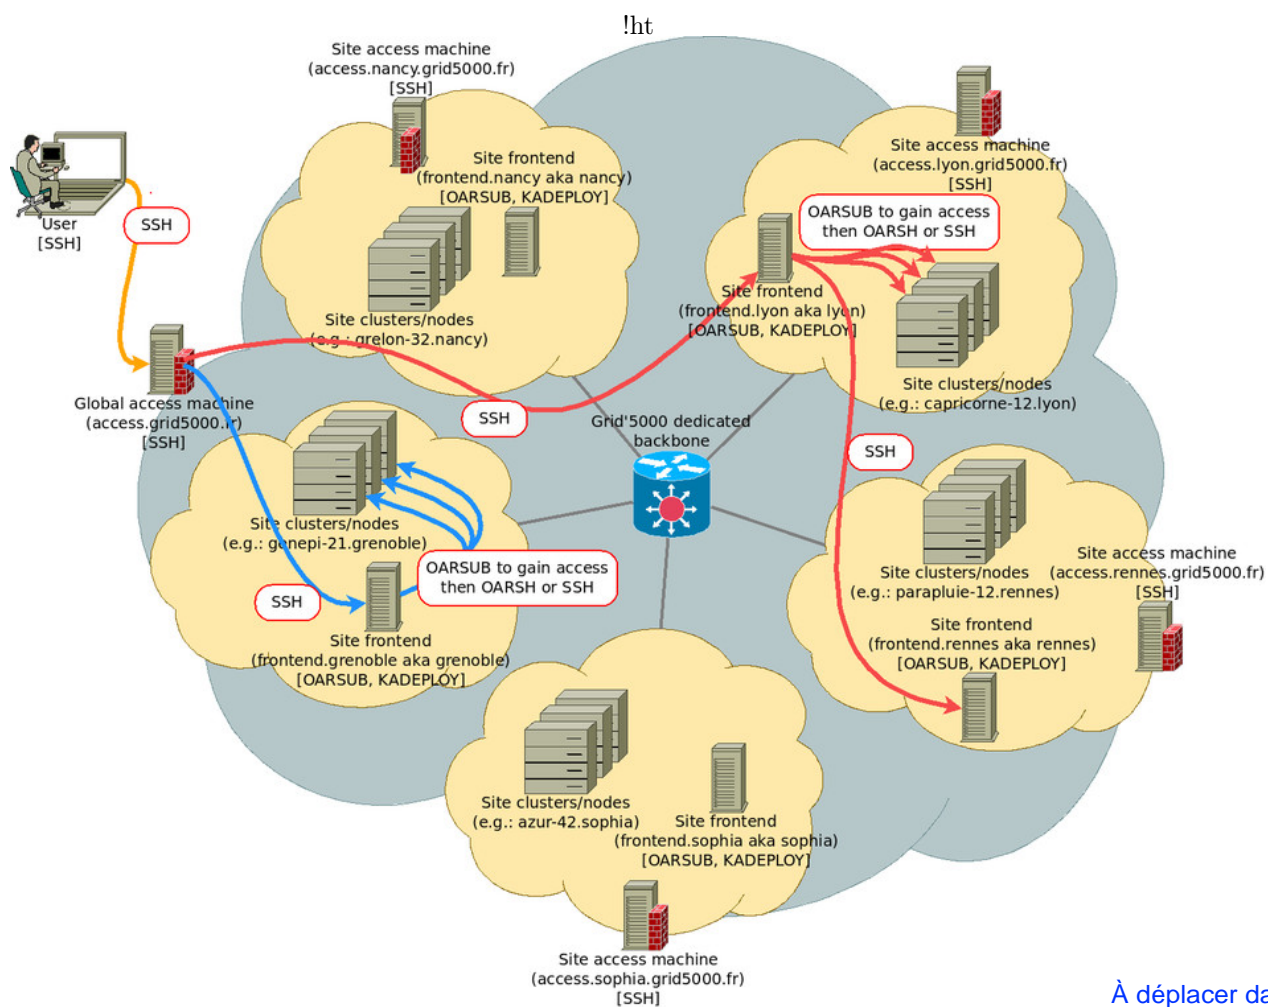 !ht
Site access machine
(access.nancy.grid5000.fr)
[SSH]
Site frontend
(frontend.nancy aka nancy)
[OARSUB, KADEPLOY]
Site clusters/nodes
(e.g.: grelon-32.nancy)
Site access machine
(access.lyon.grid5000.fr)
[SSH]
OARSUB to gain access
then OARSH or SSH
Site frontend
(frontend.lyon aka lyon)
[OARSUB, KADEPLOY]
Site clusters/nodes
(e.g.: capricorne-12.lyon)
User
[SSH]
SSH
Global access machine
(access.grid5000.fr)
[SSH]
SSH
Grid'5000 dedicated
backbone
SSH
Site clusters/nodes
(e.g.: genepi-21.grenoble)
OARSUB to gain access
then OARSH or SSH
SSH
Site frontend
(frontend.grenoble aka grenoble)
[OARSUB, KADEPLOY]
Site access machine
(access.rennes.grid5000.fr)
[SSH]
Site clusters/nodes
(e.g.: parapluie-12.rennes)
Site frontend
(frontend.rennes aka rennes)
[OARSUB, KADEPLOY]
Site clusters/nodes
(e.g.: azur-42.sophia)
Site frontend
(frontend.sophia aka sophia)
[OARSUB, KADEPLOY]
Site access machine
(access.sophia.grid5000.fr)
[SSH]
À déplacer da